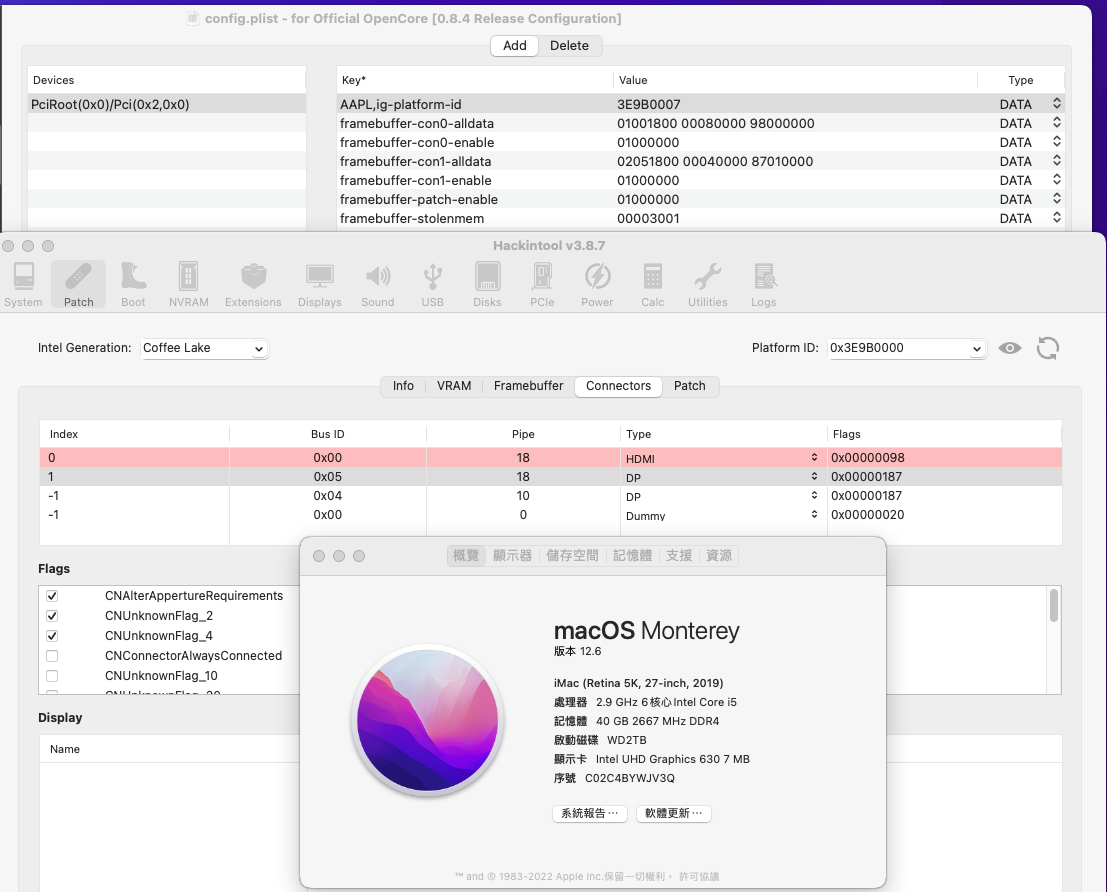 config.plist - for Official OpenCore [0.8.4 Release Configuration]
Add Delete
Devices
PciRoot(0x0)/Pci(0x2,0x0)
Key* Value Type
AAPL,ig-platform-id 3E9B0007 DATA
framebuffer-con0-alldata 01001800 00080000 98000000 DATA
framebuffer-con0-enable 01000000 DATA
framebuffer-con1-alldata 02051800 00040000 87010000 DATA
framebuffer-con1-enable 01000000 DATA
framebuffer-patch-enable 01000000 DATA
framebuffer-stolenmem 00003001 DATA
Hackintool v3.8.7
System Patch Boot NVRAM Extensions Displays Sound USB Disks PCIe Power Calc Utilities Logs
Intel Generation: Coffee Lake Platform ID: 0x3E9B0000
Info VRAM Framebuffer Connectors Patch
Index Bus ID Pipe Type Flags
0 0x00 18 HDMI 0x00000098
1 0x05 18 DP 0x00000187
-1 0x04 10 DP 0x00000187
-1 0x00 0 Dummy 0x00000020
Flags
CNAlterAppertureRequirements
CNUnknownFlag_2
CNUnknownFlag_4
CNConnectorAlwaysConnected
CNUnknownFlag_10
Display
Name
概覽 顯示器 儲存空間 記憶體 支援 資源
macOS Monterey
版本 12.6
iMac (Retina 5K, 27-inch, 2019)
處理器 2.9 GHz 6核心Intel Core i5
記憶體 40 GB 2667 MHz DDR4
啟動磁碟 WD2TB
顯示卡 Intel UHD Graphics 630 7 MB
序號 C02C4BYWJV3Q
系統報告⋯ 軟體更新⋯
™ and © 1983-2022 Apple Inc.保留一切權利。 許可協議